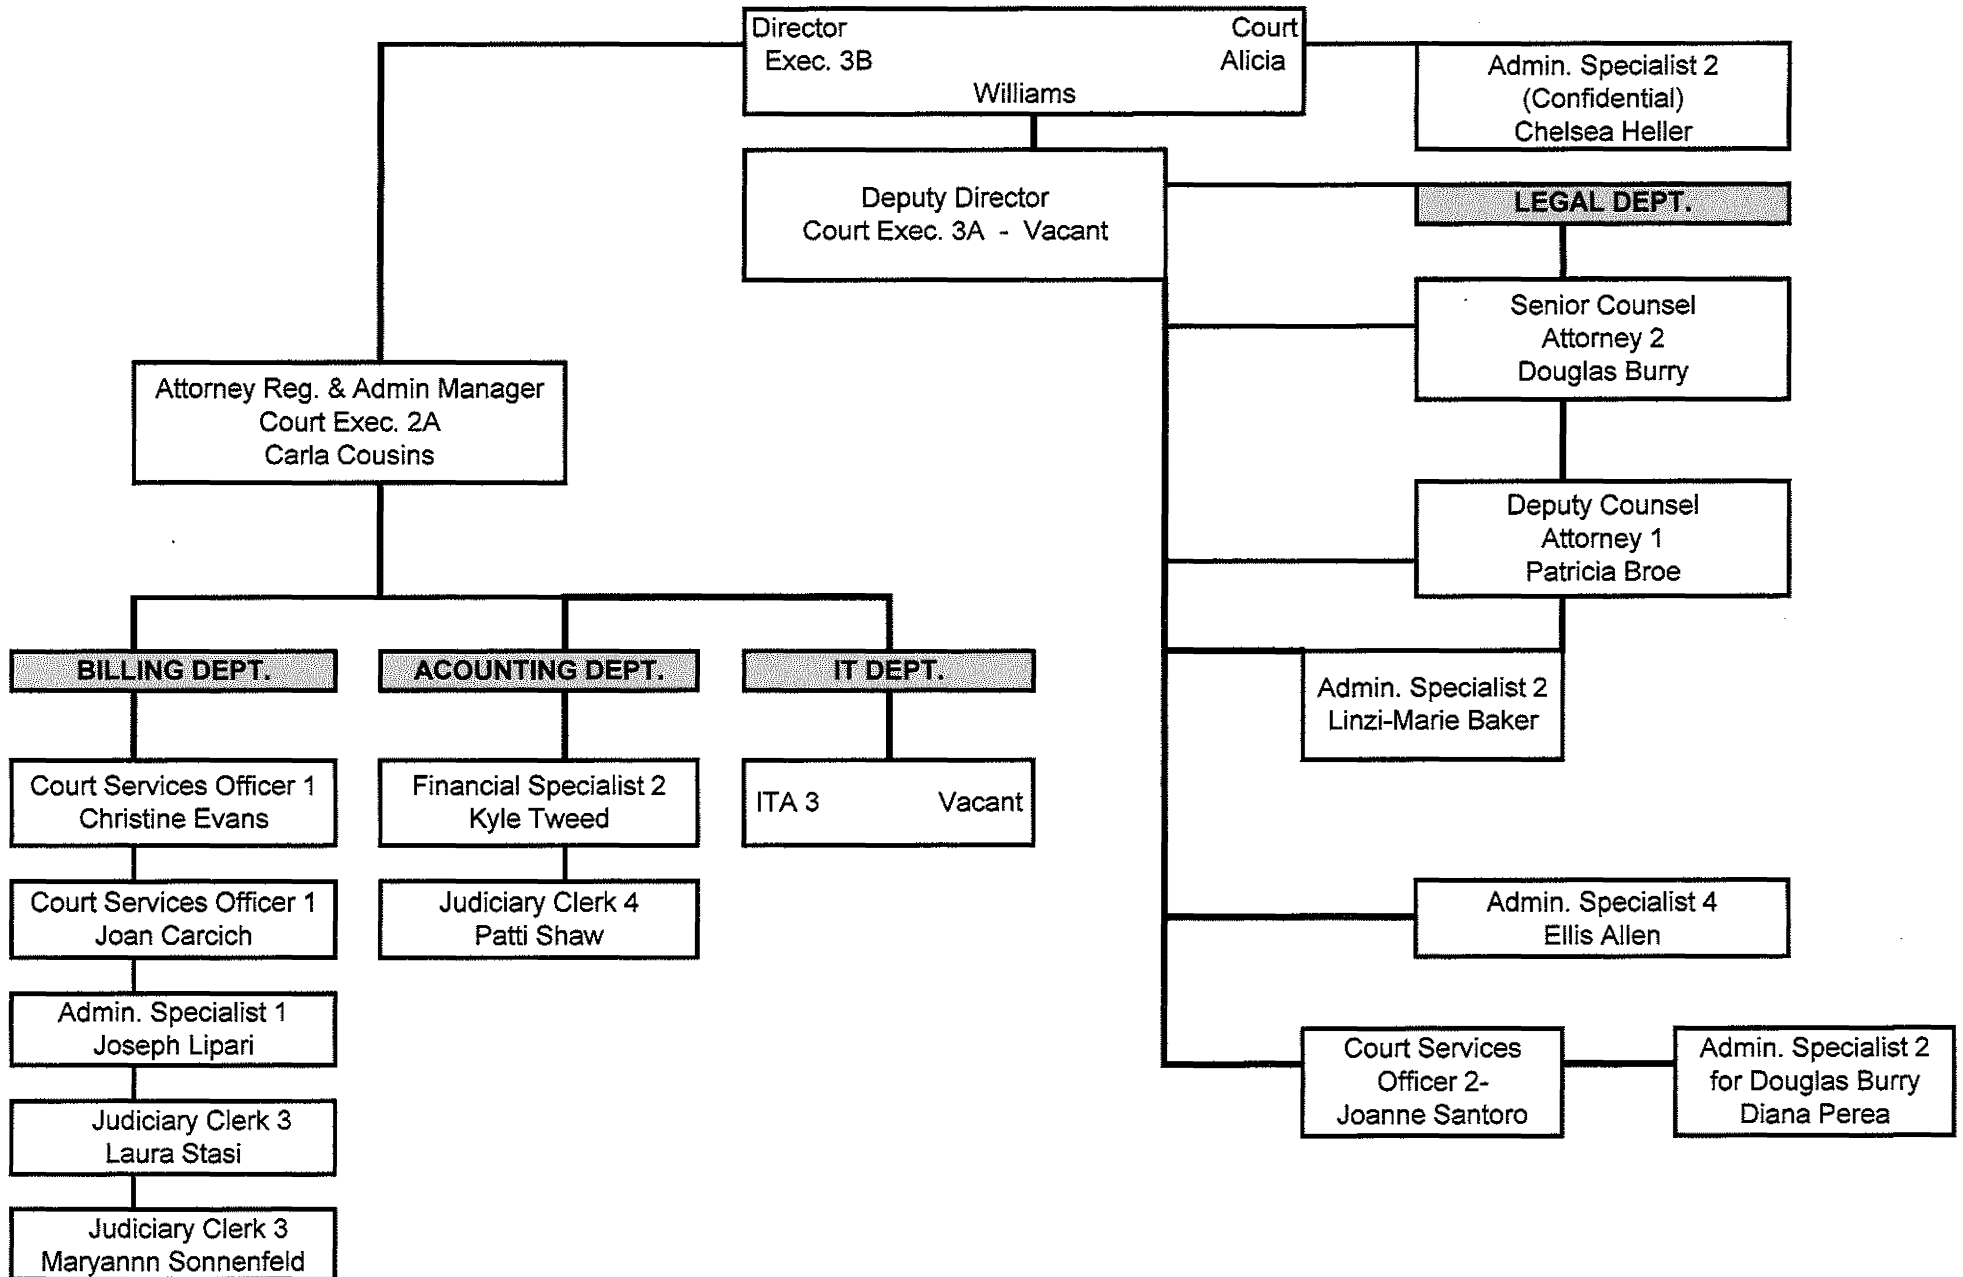 Director Court
Exec. 3B Alicia
Williams
Admin. Specialist 2
(Confidential)
Chelsea Heller
Deputy Director
Court Exec. 3A - Vacant
LEGAL DEPT.
Senior Counsel
Attorney 2
Douglas Burry
Attorney Reg. & Admin Manager
Court Exec. 2A
Carla Cousins
Deputy Counsel
Attorney 1
Patricia Broe
BILLING DEPT.
ACOUNTING DEPT.
IT DEPT.
Admin. Specialist 2
Linzi-Marie Baker
Court Services Officer 1
Christine Evans
Financial Specialist 2
Kyle Tweed
ITA 3 Vacant
Court Services Officer 1
Joan Carcich
Judiciary Clerk 4
Patti Shaw
Admin. Specialist 4
Ellis Allen
Admin. Specialist 1
Joseph Lipari
Court Services
Officer 2-
Joanne Santoro
Admin. Specialist 2
for Douglas Burry
Diana Perea
Judiciary Clerk 3
Laura Stasi
Judiciary Clerk 3
Maryannn Sonnenfeld